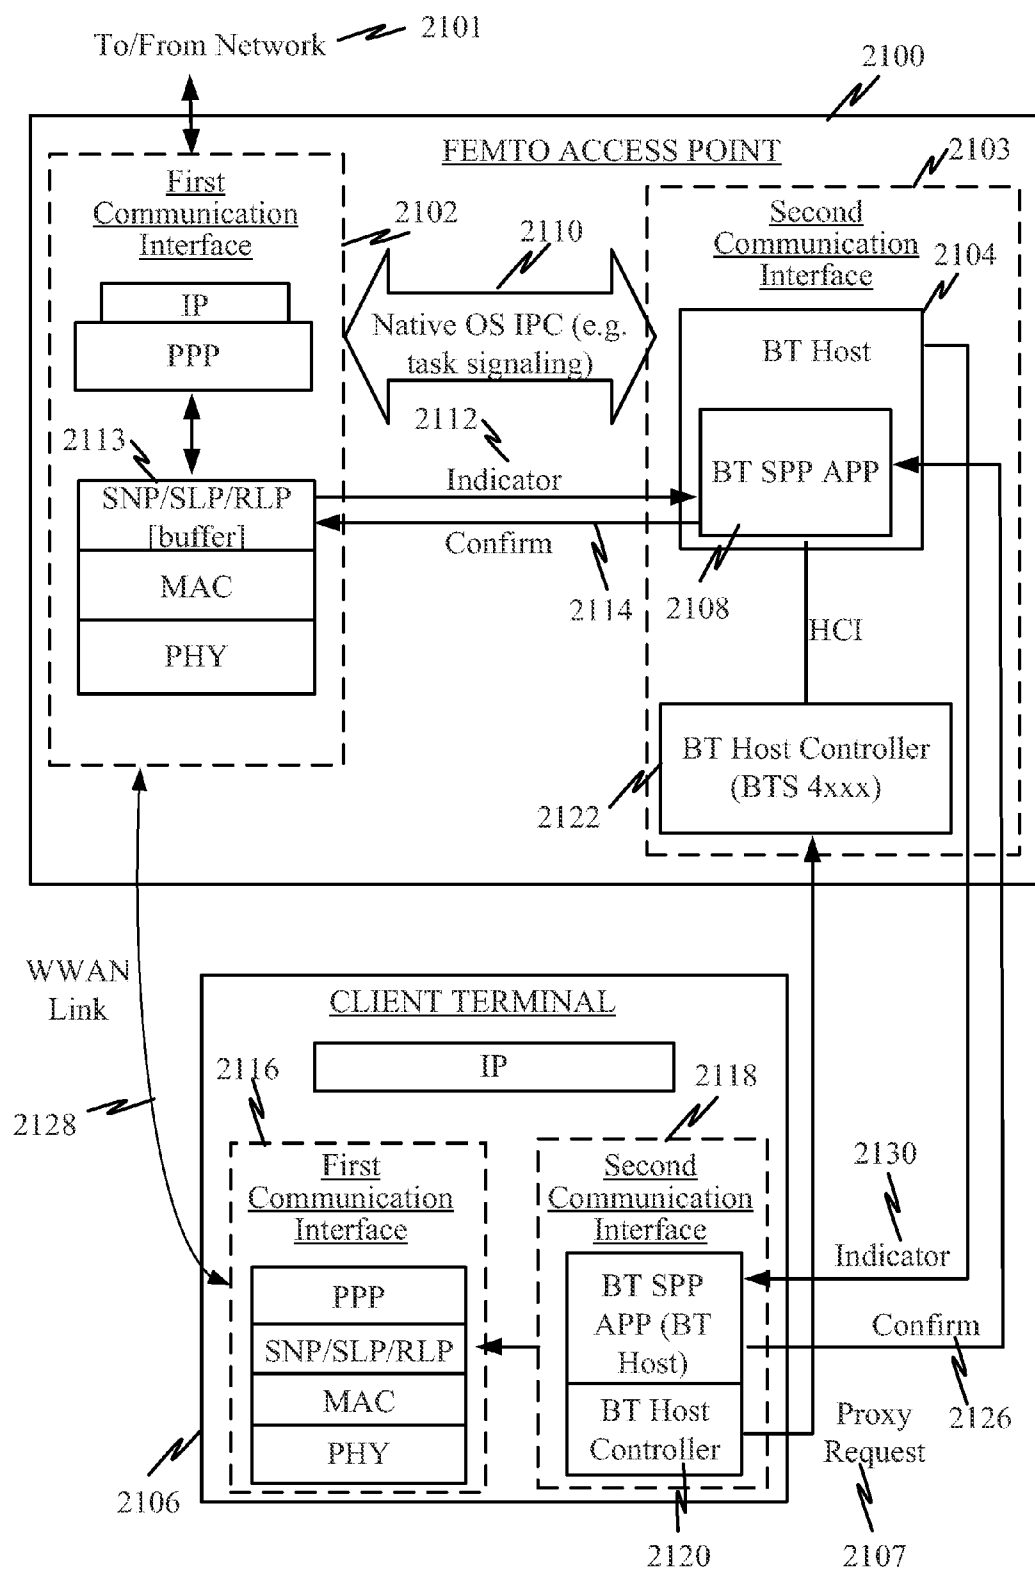 To/From Network
2101
2100
FEMTO ACCESS POINT
2103
First
Communication
Interface
2102
2110
Second
Communication
Interface
2104
IP
PPP
Native OS IPC (e.g.
task signaling)
BT Host
2113
2112
SNP/SLP/RLP
[buffer]
Indicator
BT SPP APP
Confirm
MAC
2114
2108
PHY
HCI
BT Host Controller
(BTS 4xxx)
2122
WWAN
Link
CLIENT TERMINAL
IP
2116
2118
2128
First
Communication
Interface
Second
Communication
Interface
2130
Indicator
PPP
SNP/SLP/RLP
MAC
PHY
BT SPP
APP (BT
Host)
BT Host
Controller
Confirm
2126
Proxy
Request
2106
2120
2107